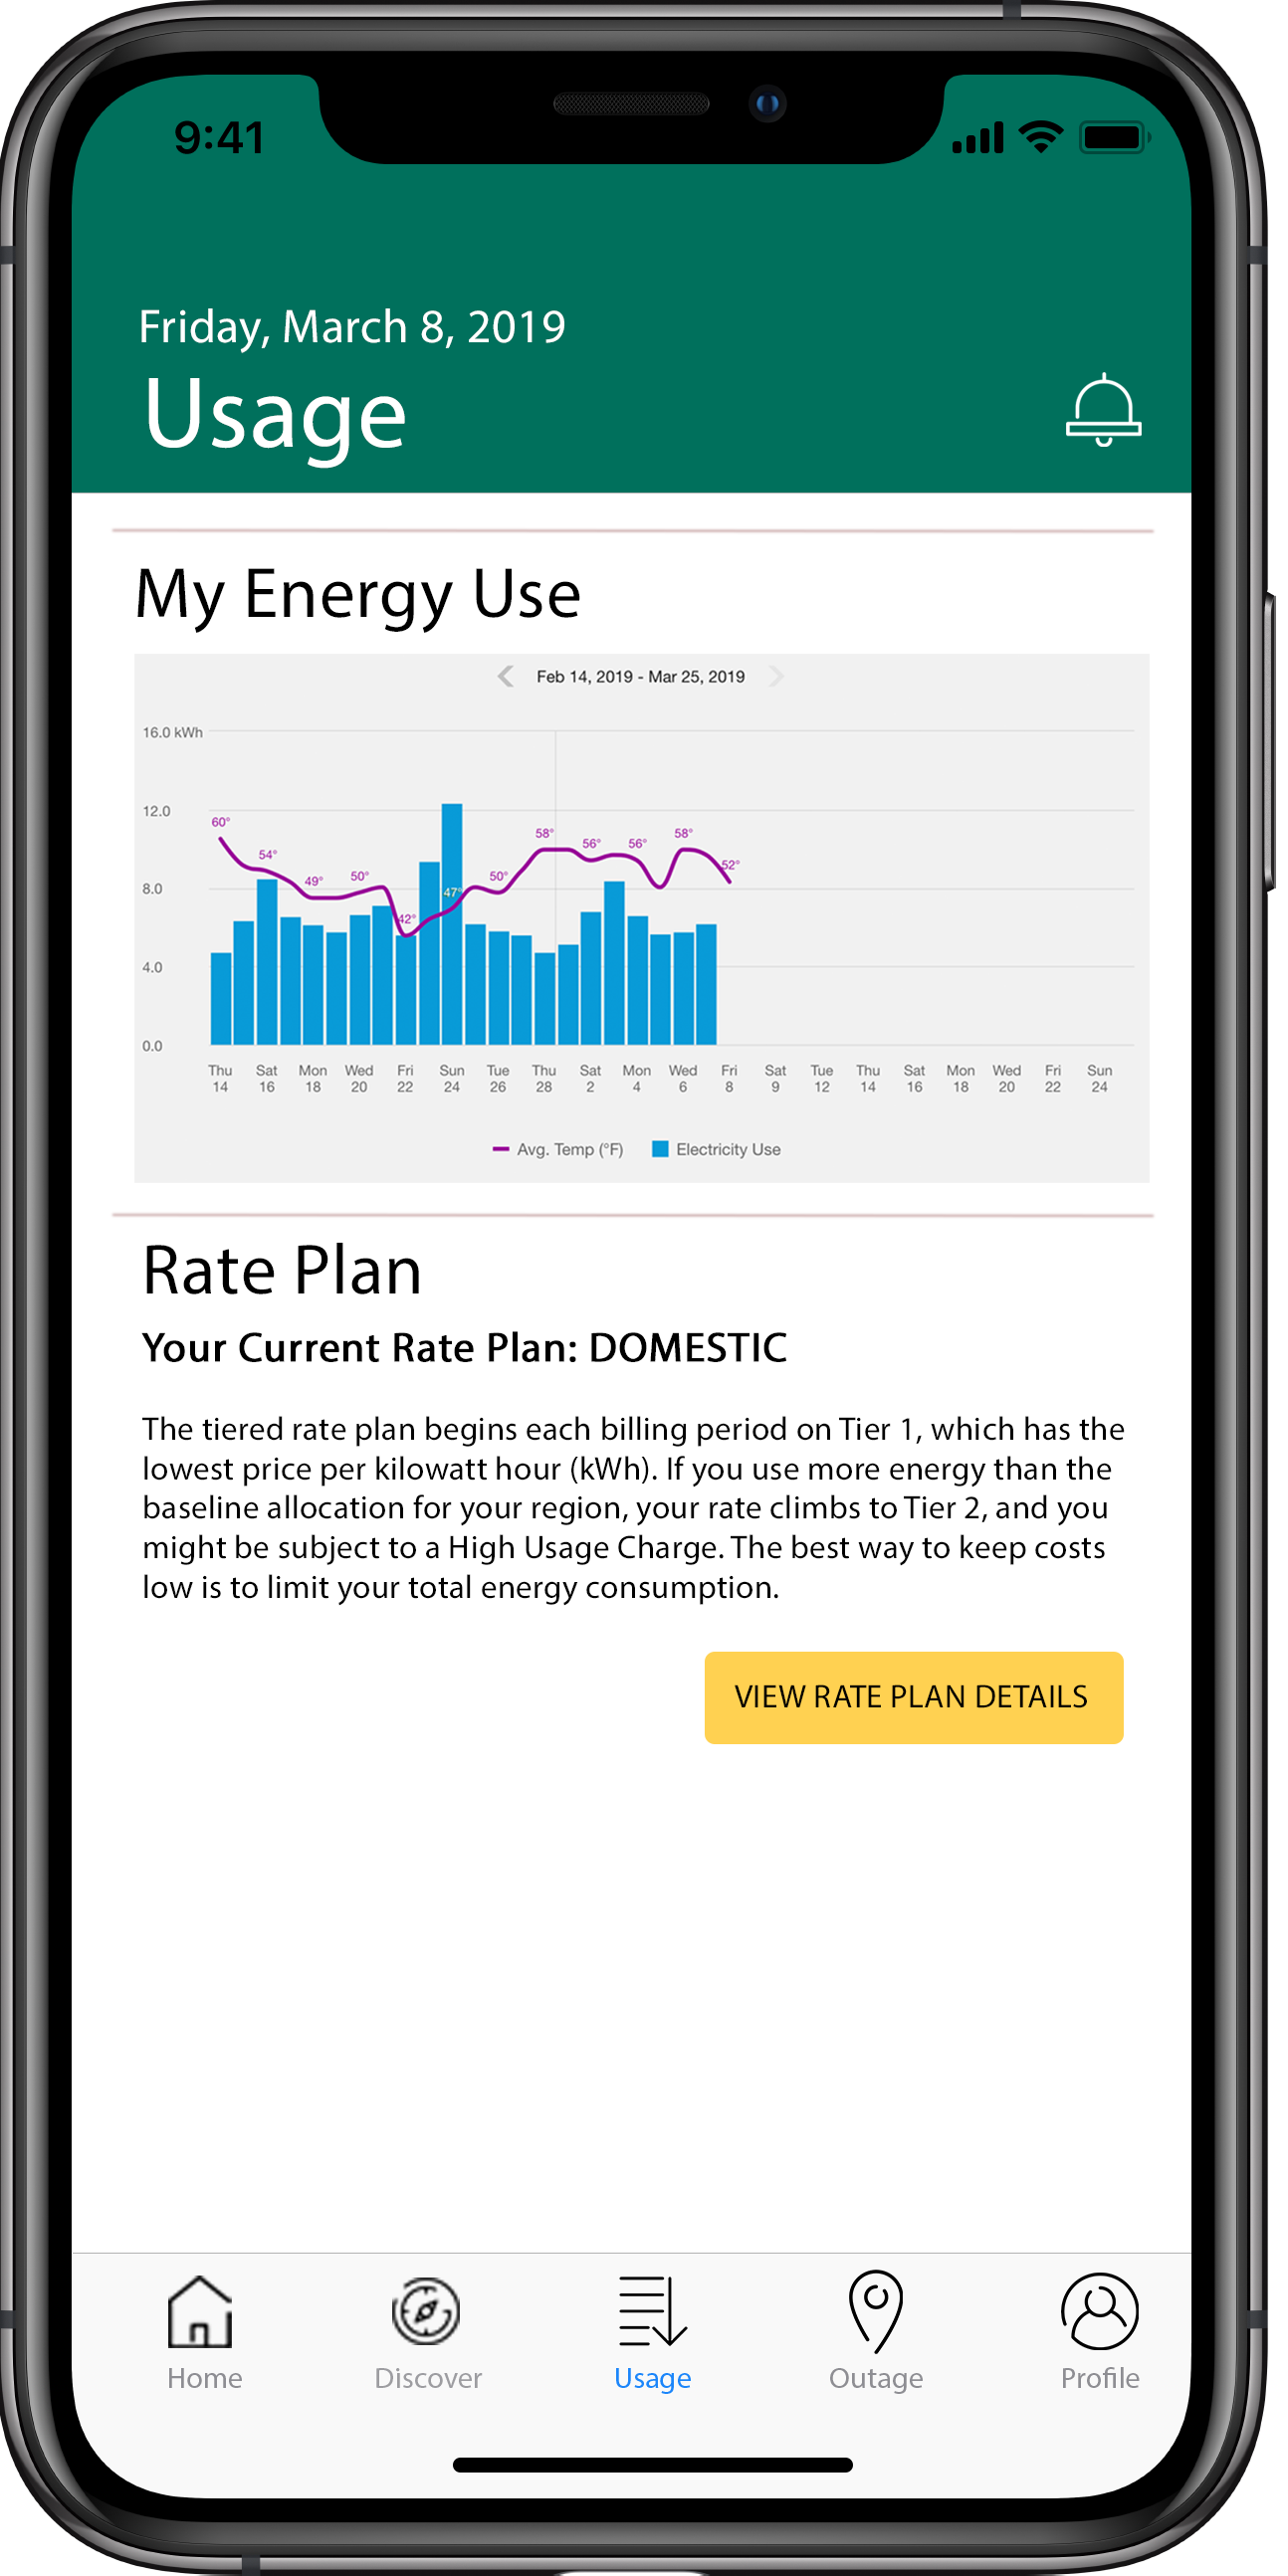 9:41
Friday, March 8, 2019
Usage
My Energy Use
Feb 14, 2019 - Mar 25, 2019
16.0 kWh
12.0
8.0
4.0
0.0
60° 54° 49° 50° 42° 47° 50° 58° 56° 56° 58° 52°
Thu Sat Mon Wed Fri Sun Tue Thu Sat Mon Wed Fri Sat Tue Thu Sat Mon Wed Fri Sun
14 16 18 20 22 24 26 28 2 4 6 8 9 12 14 16 18 20 22 24
Avg. Temp (°F) Electricity Use
Rate Plan
Your Current Rate Plan: DOMESTIC
The tiered rate plan begins each billing period on Tier 1, which has the
lowest price per kilowatt hour (kWh). If you use more energy than the
baseline allocation for your region, your rate climbs to Tier 2, and you
might be subject to a High Usage Charge. The best way to keep costs
low is to limit your total energy consumption.
VIEW RATE PLAN DETAILS
Home Discover Usage Outage Profile